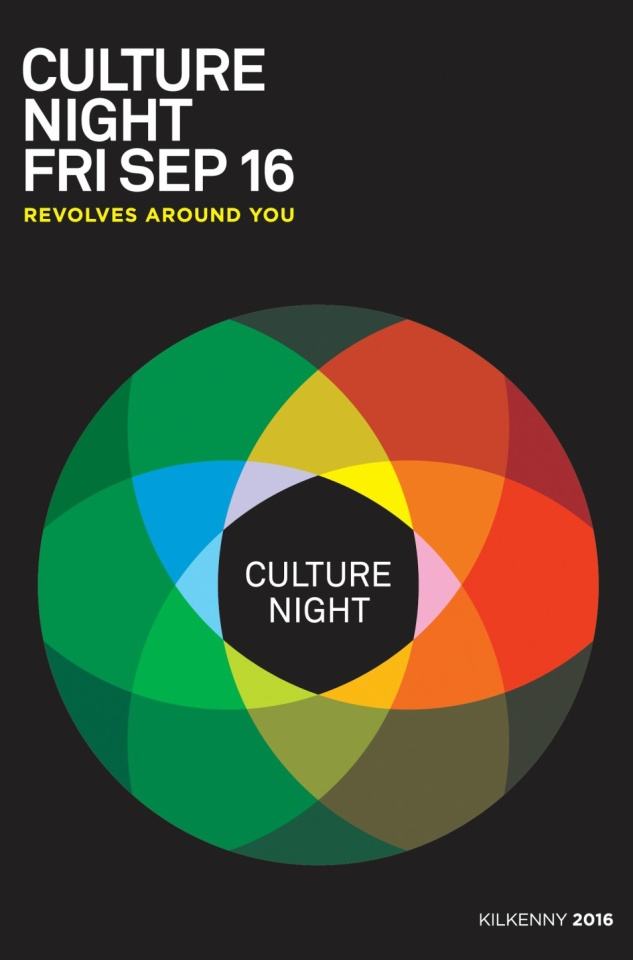 CULTURE
NIGHT
FRI SEP 16
REVOLVES AROUND YOU
CULTURE
NIGHT
KILKENNY 2016